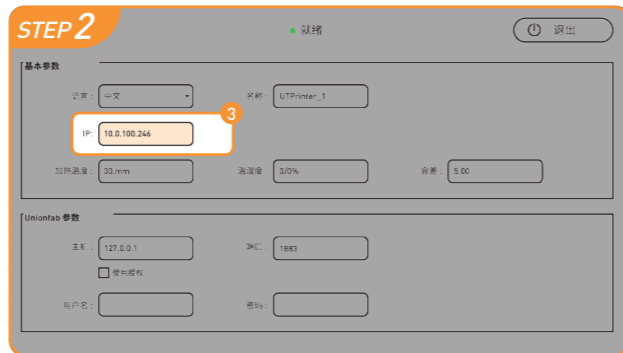 STEP 2
就绪
退出
基本参数
语言: 中文 名称: UTPrinter_1
3
IP: 10.0.100.246
加热温度: 30.mm 温湿度: 0/0% 容差: 5.00
Unionfab 参数
主机: 127.0.0.1 端口: 1883
使用授权
用户名: 密码: